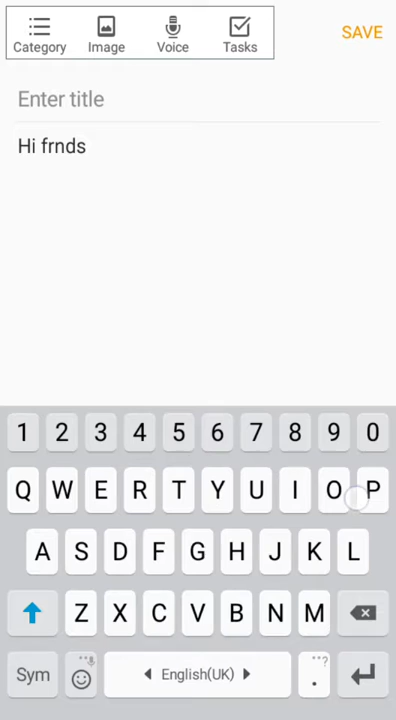 Category Image Voice Tasks SAVE
Enter title
Hi frnds
1 2 3 4 5 6 7 8 9 0
Q W E R T Y U I O P
A S D F G H J K L
Z X C V B N M
Sym English(UK) . ?